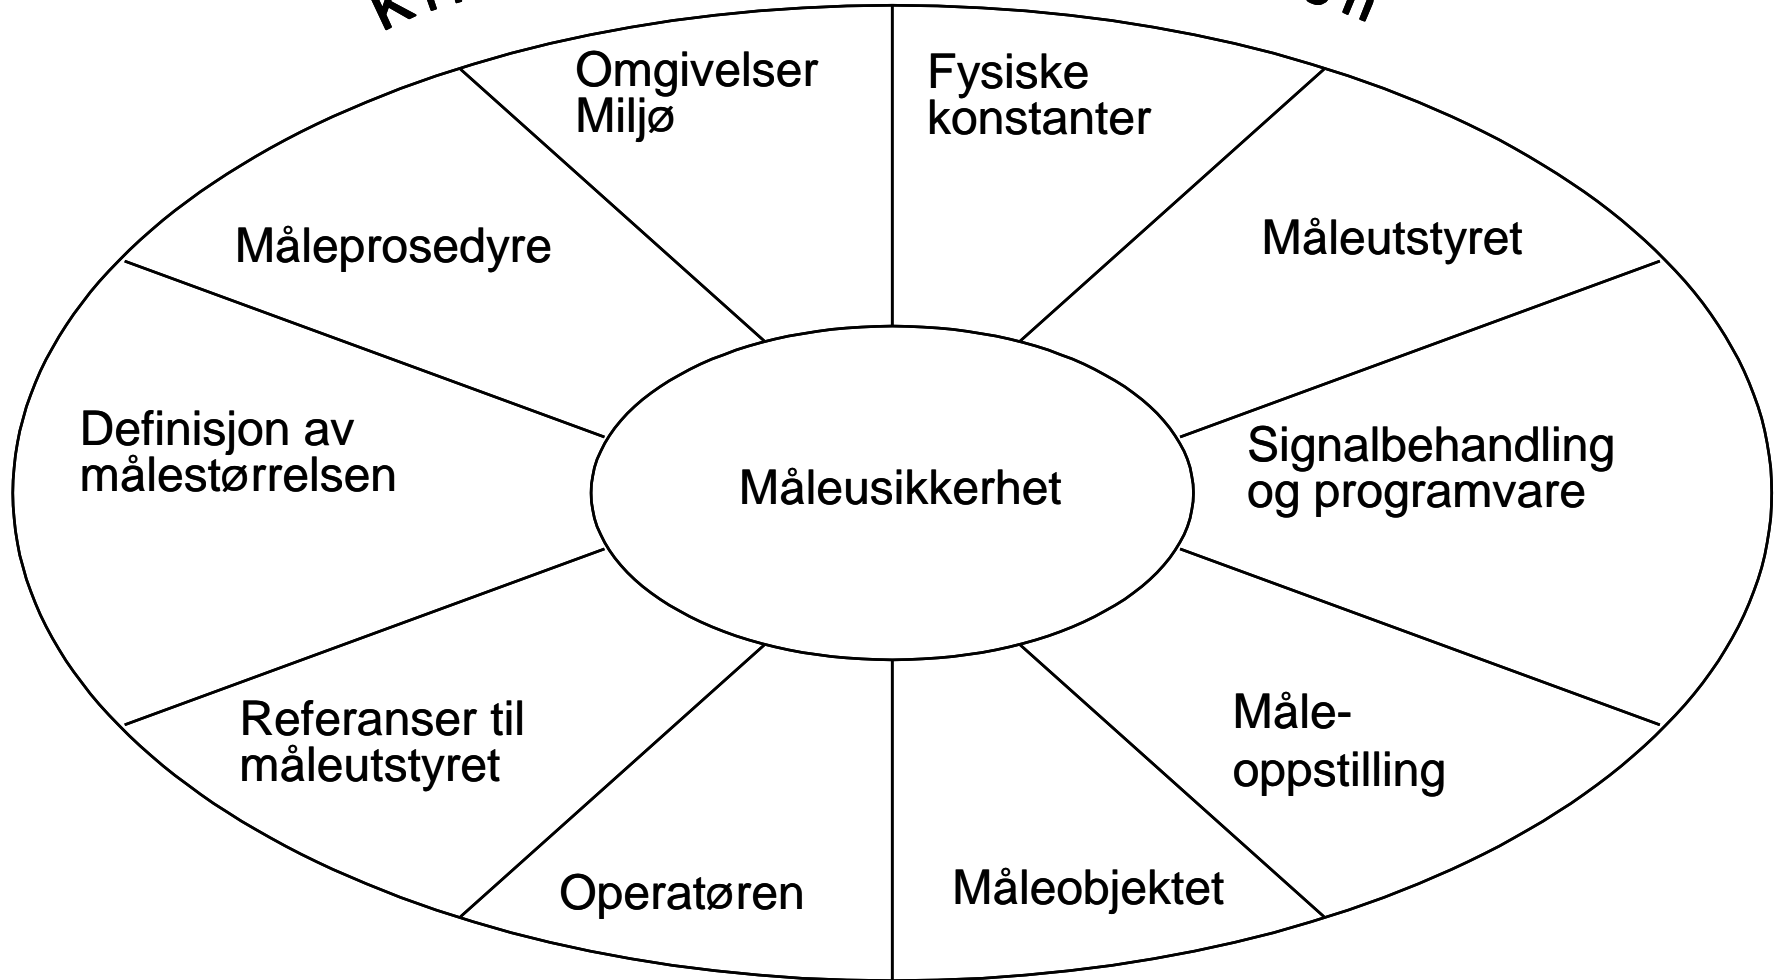 Omgivelser
Miljø
Fysiske
konstanter
Måleutstyret
Signalbehandling
og programvare
Måle-
oppstilling
Måleobjektet
Operatøren
Referanser til
måleutstyret
Definisjon av
målestørrelsen
Måleprosedyre
Måleusikkerhet